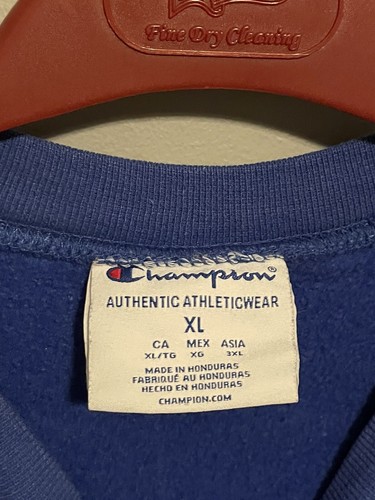 Fine Dry Cleaning
Champion®
AUTHENTIC ATHLETICWEAR
XL
CA MEX ASIA
XL/TG XG 3XL
MADE IN HONDURAS
FABRIQUÉ AU HONDURAS
HECHO EN HONDURAS
CHAMPION.COM